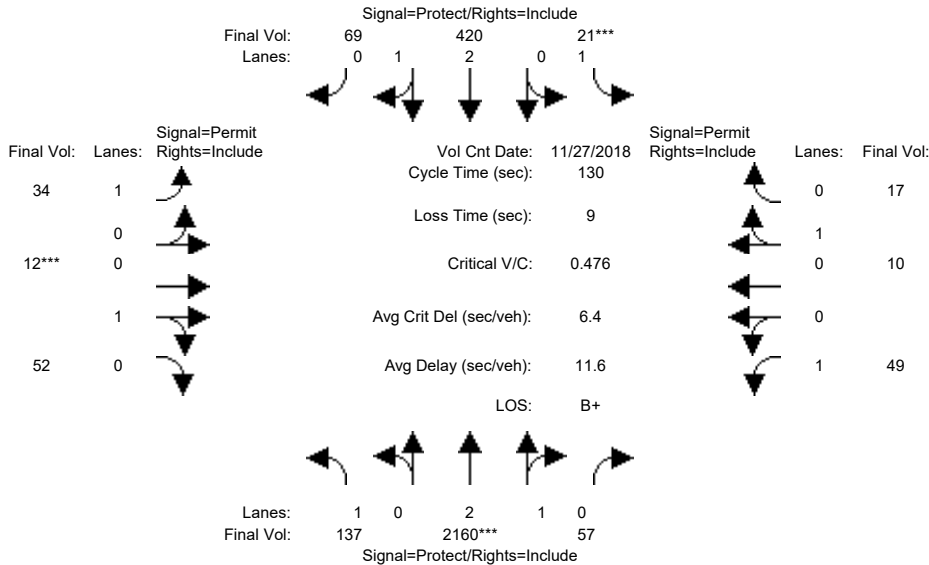 Signal=Protect/Rights=Include
Final Vol: 69 420 21***
Lanes: 0 1 2 0 1
Signal=Permit
Final Vol: Lanes: Rights=Include
Vol Cnt Date: 11/27/2018
Signal=Permit
Rights=Include Lanes: Final Vol:
Cycle Time (sec): 130
34 1 0 17
Loss Time (sec): 9
0 1
12*** 0 Critical V/C: 0.476 0 10
1 Avg Crit Del (sec/veh): 6.4 0
52 0 Avg Delay (sec/veh): 11.6 1 49
LOS: B+
Lanes: 1 0 2 1 0
Final Vol: 137 2160*** 57
Signal=Protect/Rights=Include